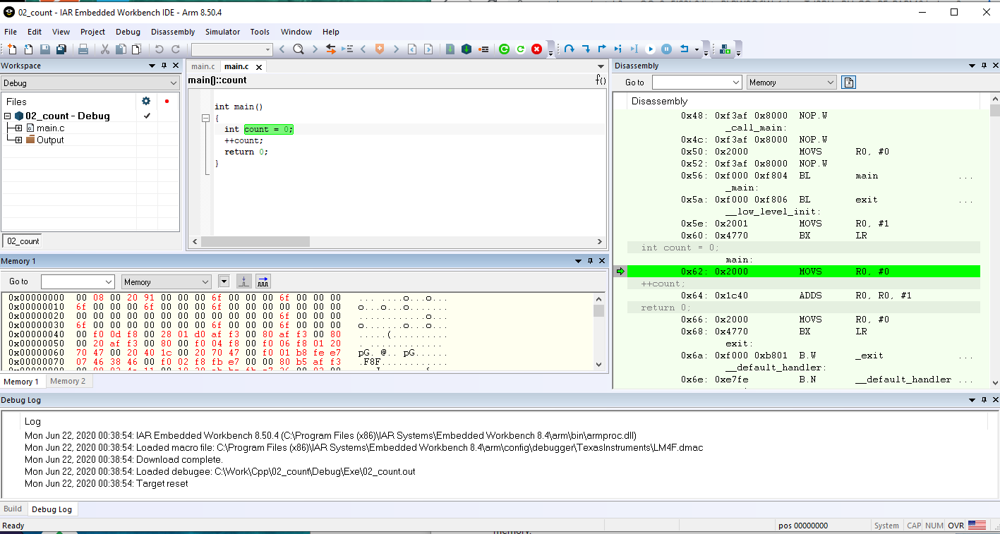 02_count - IAR Embedded Workbench IDE - Arm 8.50.4
File Edit View Project Debug Disassembly Simulator Tools Window Help
Workspace
Debug
Files
02_count - Debug
main.c
Output
02_count
main.c main.c
main()::count
f()
int main()
{
int count = 0;
++count;
return 0;
}
Disassembly
Go to Memory
Disassembly
0x48: 0xf3af 0x8000 NOP.W
_call_main:
0x4c: 0xf3af 0x8000 NOP.W
0x50: 0x2000 MOVS R0, #0
0x52: 0xf3af 0x8000 NOP.W
0x56: 0xf000 0xf804 BL main ...
_main:
0x5a: 0xf000 0xf806 BL exit ...
__low_level_init:
0x5e: 0x2001 MOVS R0, #1
0x60: 0x4770 BX LR
int count = 0;
main:
0x62: 0x2000 MOVS R0, #0
++count;
0x64: 0x1c40 ADDS R0, R0, #1
return 0;
0x66: 0x2000 MOVS R0, #0
0x68: 0x4770 BX LR
exit:
0x6a: 0xf000 0xb801 B.W _exit ...
__default_handler:
0x6e: 0xe7fe B.N __default_handler ...
Memory 1
Go to Memory
0x00000000 00 08 00 20 91 00 00 00 6f 00 00 00 6f 00 00 00 ... ....o...o...
0x00000010 6f 00 00 00 6f 00 00 00 6f 00 00 00 00 00 00 00 o...o...o.......
0x00000020 00 00 00 00 00 00 00 00 00 00 00 00 6f 00 00 00 ............o...
0x00000030 6f 00 00 00 00 00 00 00 6f 00 00 00 6f 00 00 00 o.......o...o...
0x00000040 00 f0 0d f8 00 28 01 d0 af f3 00 80 af f3 00 80 .....(..........
0x00000050 00 20 af f3 00 80 00 f0 04 f8 00 f0 06 f8 01 20 . .............
0x00000060 70 47 00 20 40 1c 00 20 70 47 00 f0 01 b8 fe e7 pG. @.. pG......
0x00000070 07 46 38 46 00 f0 02 f8 fb e7 00 00 80 b5 af f3 .F8F............
Memory 1 Memory 2
Debug Log
Log
Mon Jun 22, 2020 00:38:54: IAR Embedded Workbench 8.50.4 (C:\Program Files (x86)\IAR Systems\Embedded Workbench 8.4\arm\bin\armproc.dll)
Mon Jun 22, 2020 00:38:54: Loaded macro file: C:\Program Files (x86)\IAR Systems\Embedded Workbench 8.4\arm\config\debugger\TexasInstruments\LM4F.dmac
Mon Jun 22, 2020 00:38:54: Download complete.
Mon Jun 22, 2020 00:38:54: Loaded debugee: C:\Work\Cpp\02_count\Debug\Exe\02_count.out
Mon Jun 22, 2020 00:38:54: Target reset
Build Debug Log
Ready pos 00000000 System CAP NUM OVR